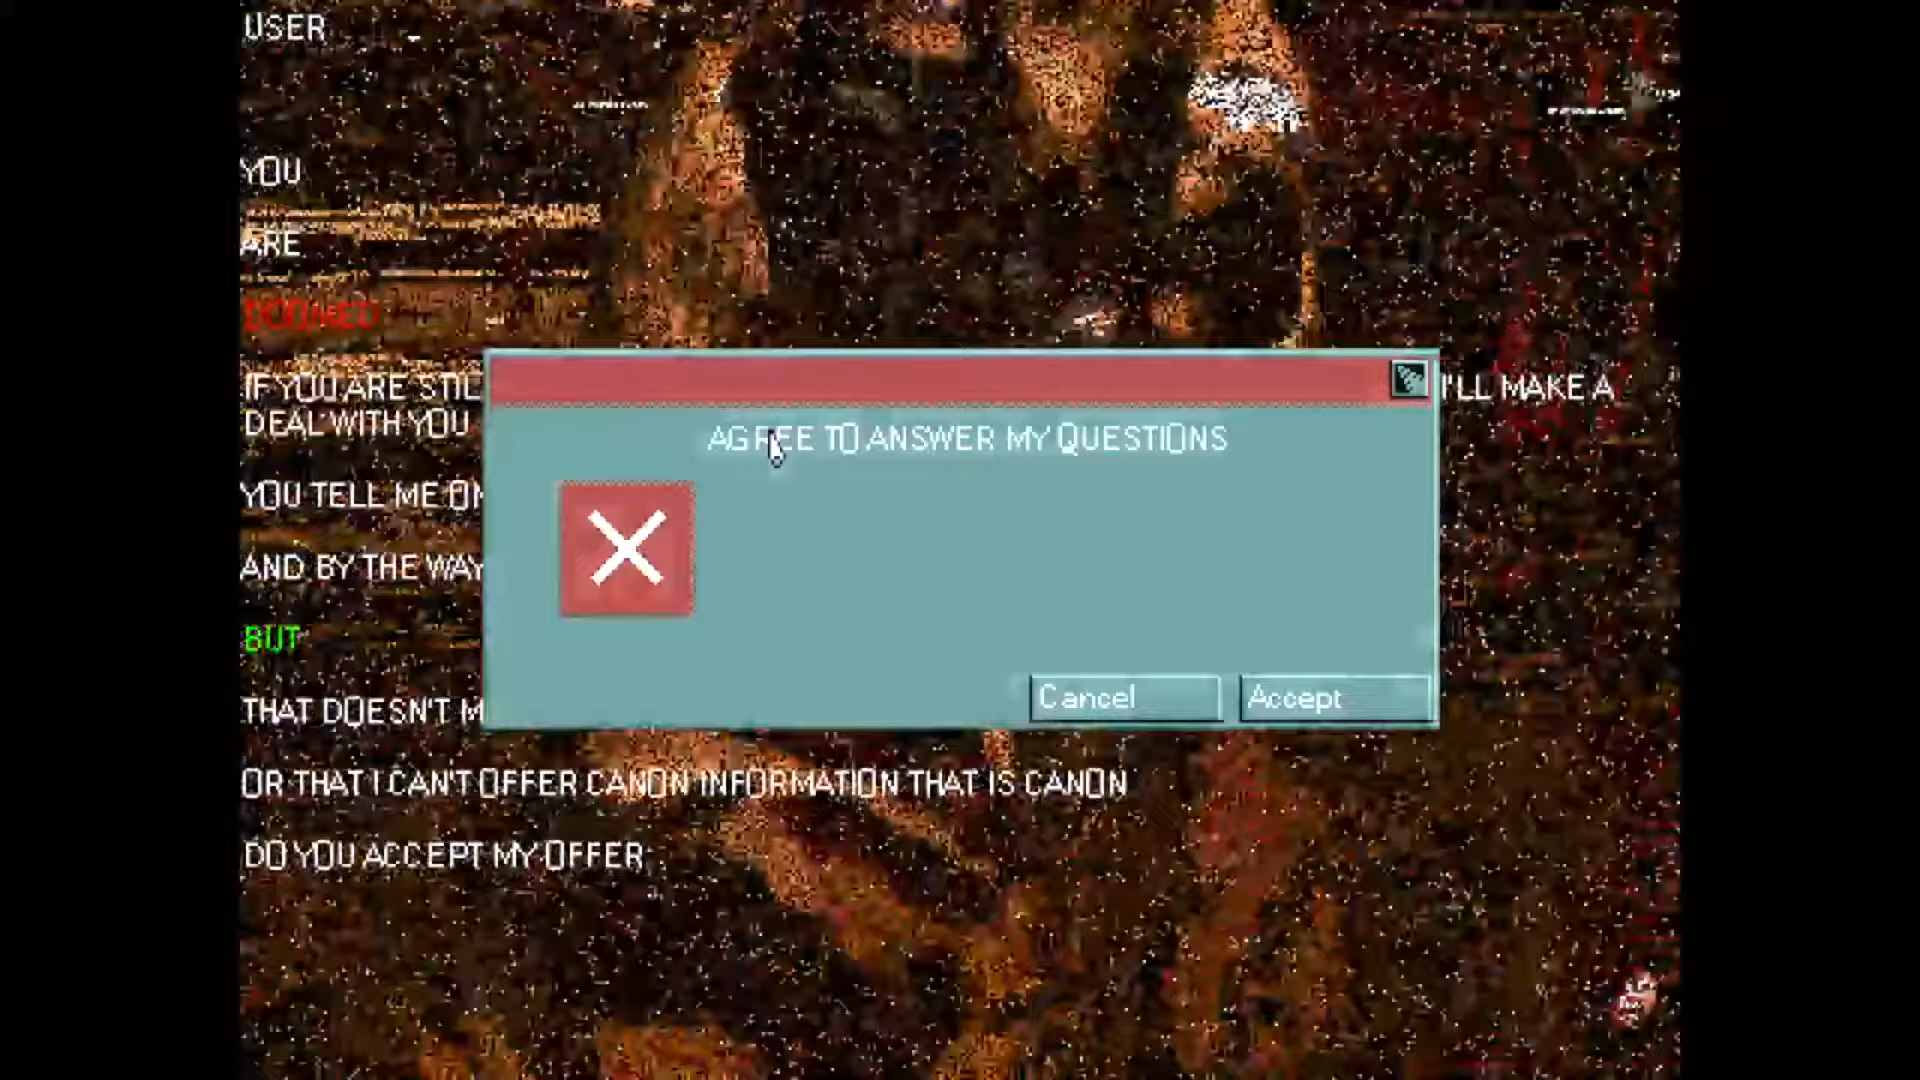 USER
YOU
ARE
DOOMED
IF YOU ARE STIL
I'LL MAKE A
DEAL WITH YOU
AGREE TO ANSWER MY QUESTIONS
YOU TELL ME ON
AND BY THE WAY
BUT
Cancel
Accept
THAT DOESN'T M
OR THAT I CAN'T OFFER CANON INFORMATION THAT IS CANON
DO YOU ACCEPT MY OFFER